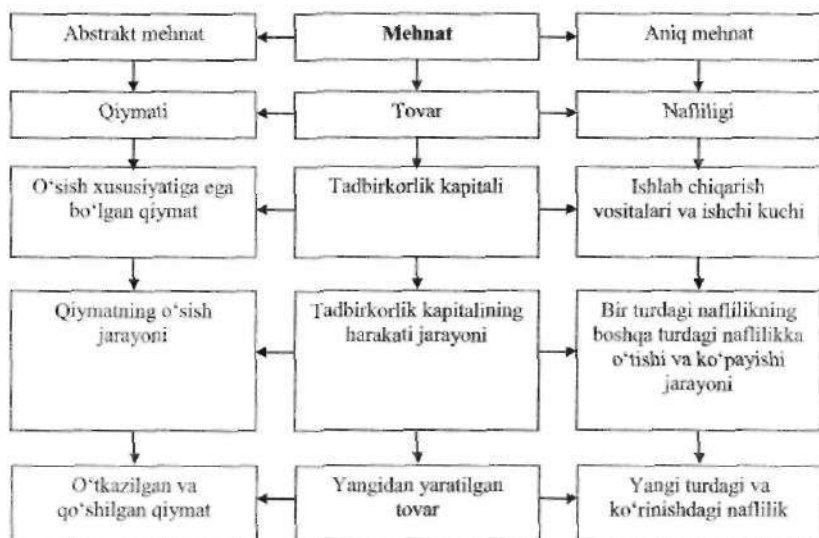 Abstrakt mehnat
Mehnat
Aniq mehnat
Qiymati
Tovar
Nafliligi
O‘sish xususiyatiga ega
bo‘lgan qiymat
Tadbirkorlik kapitali
Ishlab chiqarish
vositalari va ishchi kuchi
Qiymatning o‘sish
jarayoni
Tadbirkorlik kapitalining
harakati jarayoni
Bir turdagi naflilikning
boshqa turdagi naflilikka
o‘tishi va ko‘payishi
jarayoni
O‘tkazilgan va
qo‘shilgan qiymat
Yangidan yaratilgan
tovar
Yangi turdagi va
ko‘rinishdagi naflilik